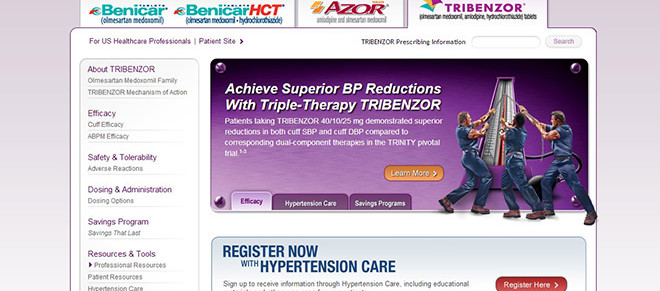 Benicar
(olmesartan medoxomil)
BenicarHCT
(olmesartan medoxomil - hydrochlorothiazide)
AZOR
(amlodipine and olmesartan medoxomil)
TRIBENZOR
(olmesartan medoxomil, amlodipine, hydrochlorothiazide) tablets
For US Healthcare Professionals | Patient Site
TRIBENZOR Prescribing Information
Search
About TRIBENZOR
Olmesartan Medoxomil Family
TRIBENZOR Mechanism of Action
Efficacy
Cuff Efficacy
ABPM Efficacy
Safety & Tolerability
Adverse Reactions
Dosing & Administration
Dosing Options
Savings Program
Savings That Last
Resources & Tools
Professional Resources
Patient Resources
Hypertension Care
Achieve Superior BP Reductions
With Triple-Therapy TRIBENZOR
Patients taking TRIBENZOR 40/10/25 mg demonstrated superior
reductions in both cuff SBP and cuff DBP compared to
corresponding dual-component therapies in the TRINITY pivotal
trial 1-3
Learn More
Efficacy
Hypertension Care
Savings Programs
REGISTER NOW
WITH HYPERTENSION CARE
Sign up to receive information through Hypertension Care, including educational
Register Here